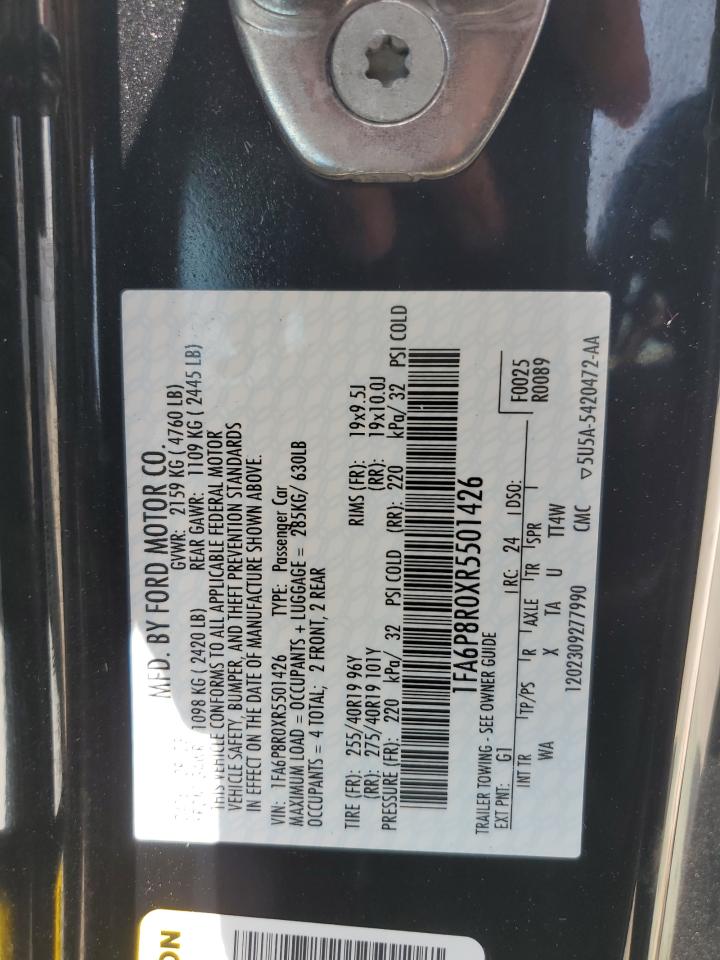 MFD. BY FORD MOTOR CO.
GVWR: 2159 KG ( 4760 LB)
1098 KG ( 2420 LB) REAR GAWR: 1109 KG ( 2445 LB)
THIS VEHICLE CONFORMS TO ALL APPLICABLE FEDERAL MOTOR
VEHICLE SAFETY, BUMPER, AND THEFT PREVENTION STANDARDS
IN EFFECT ON THE DATE OF MANUFACTURE SHOWN ABOVE.
VIN: 1FA6P8R0XR5501426 TYPE: Passenger Car
MAXIMUM LOAD = OCCUPANTS + LUGGAGE = 285KG/ 630LB
OCCUPANTS = 4 TOTAL; 2 FRONT, 2 REAR
TIRE (FR): 255/40R19 96Y RIMS (FR): 19x9.5J
(RR): 275/40R19 101Y (RR): 19x10.0J
PRESSURE (FR): 220 kPa/ 32 PSI COLD (RR): 220 kPa/ 32 PSI COLD
1FA6P8R0XR5501426
TRAILER TOWING - SEE OWNER GUIDE
EXT PNT: G1 RC: 24 DSO: F0025
R0089
INT TR TP/PS R AXLE TR SPR
WA X TA U TT4W
1202309277990 CMC ▽5U5A-5420472-AA
ON